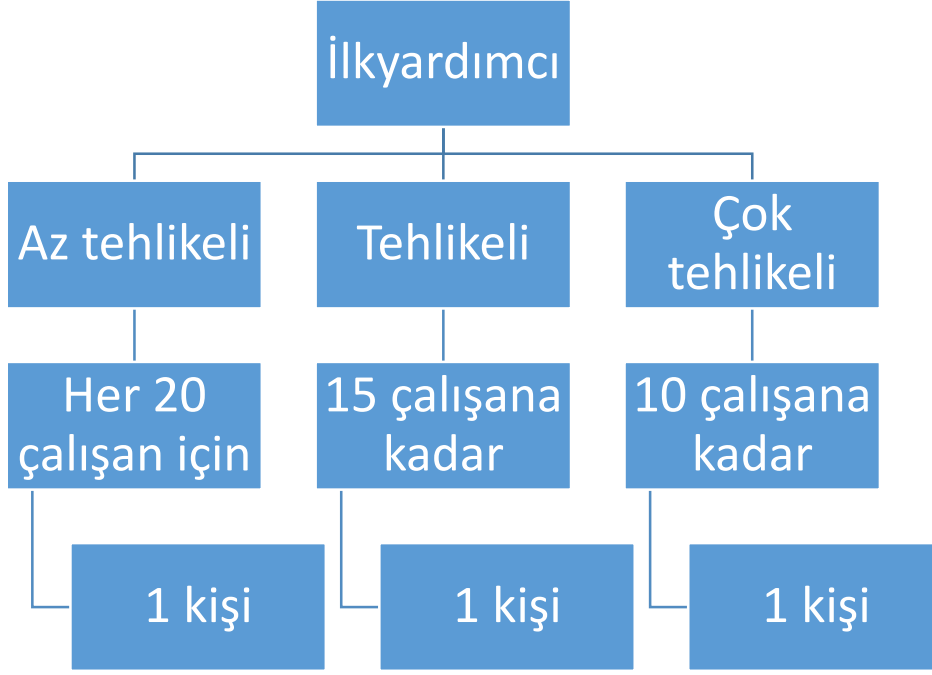 İlkyardımcı
Az tehlikeli
Tehlikeli
Çok
tehlikeli
Her 20
çalışan için
15 çalışana
kadar
10 çalışana
kadar
1 kişi
1 kişi
1 kişi